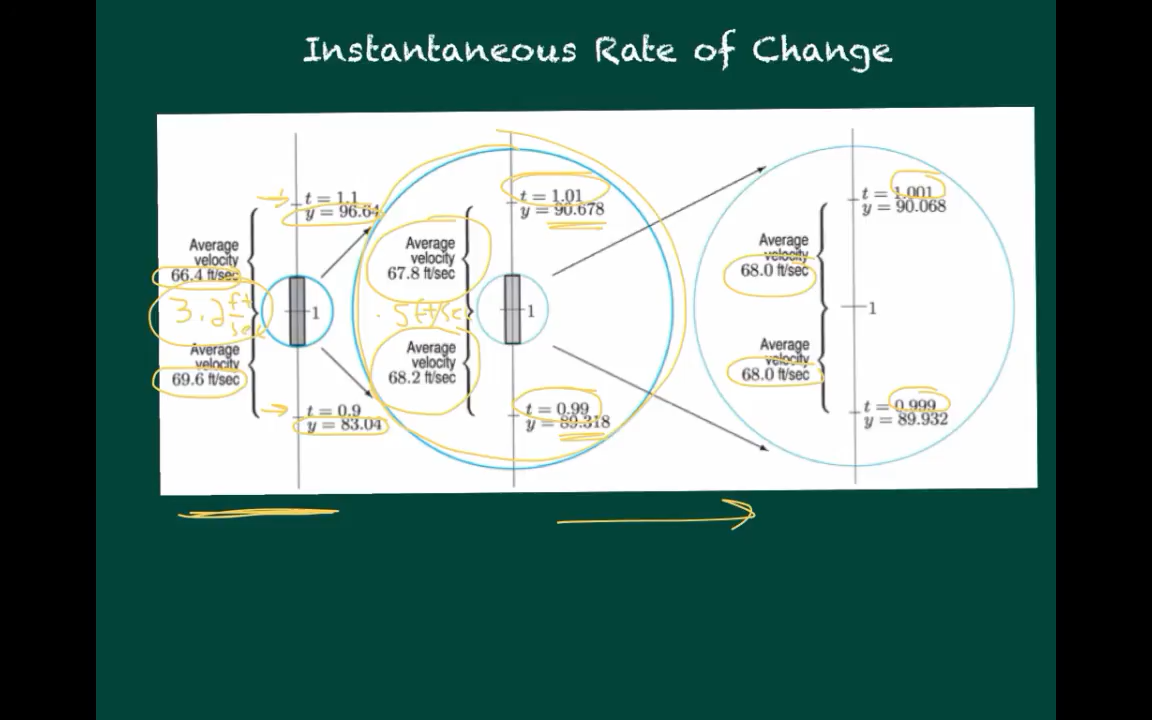 Instantaneous Rate of Change
t = 1.1
y = 96.64
Average
velocity
66.4 ft/sec
3.2 ft/sec
1
Average
velocity
69.6 ft/sec
t = 0.9
y = 83.04
t = 1.01
y = 90.678
Average
velocity
67.8 ft/sec
.5 ft/sec
1
Average
velocity
68.2 ft/sec
t = 0.99
y = 89.318
t = 1.001
y = 90.068
Average
velocity
68.0 ft/sec
1
Average
velocity
68.0 ft/sec
t = 0.999
y = 89.932